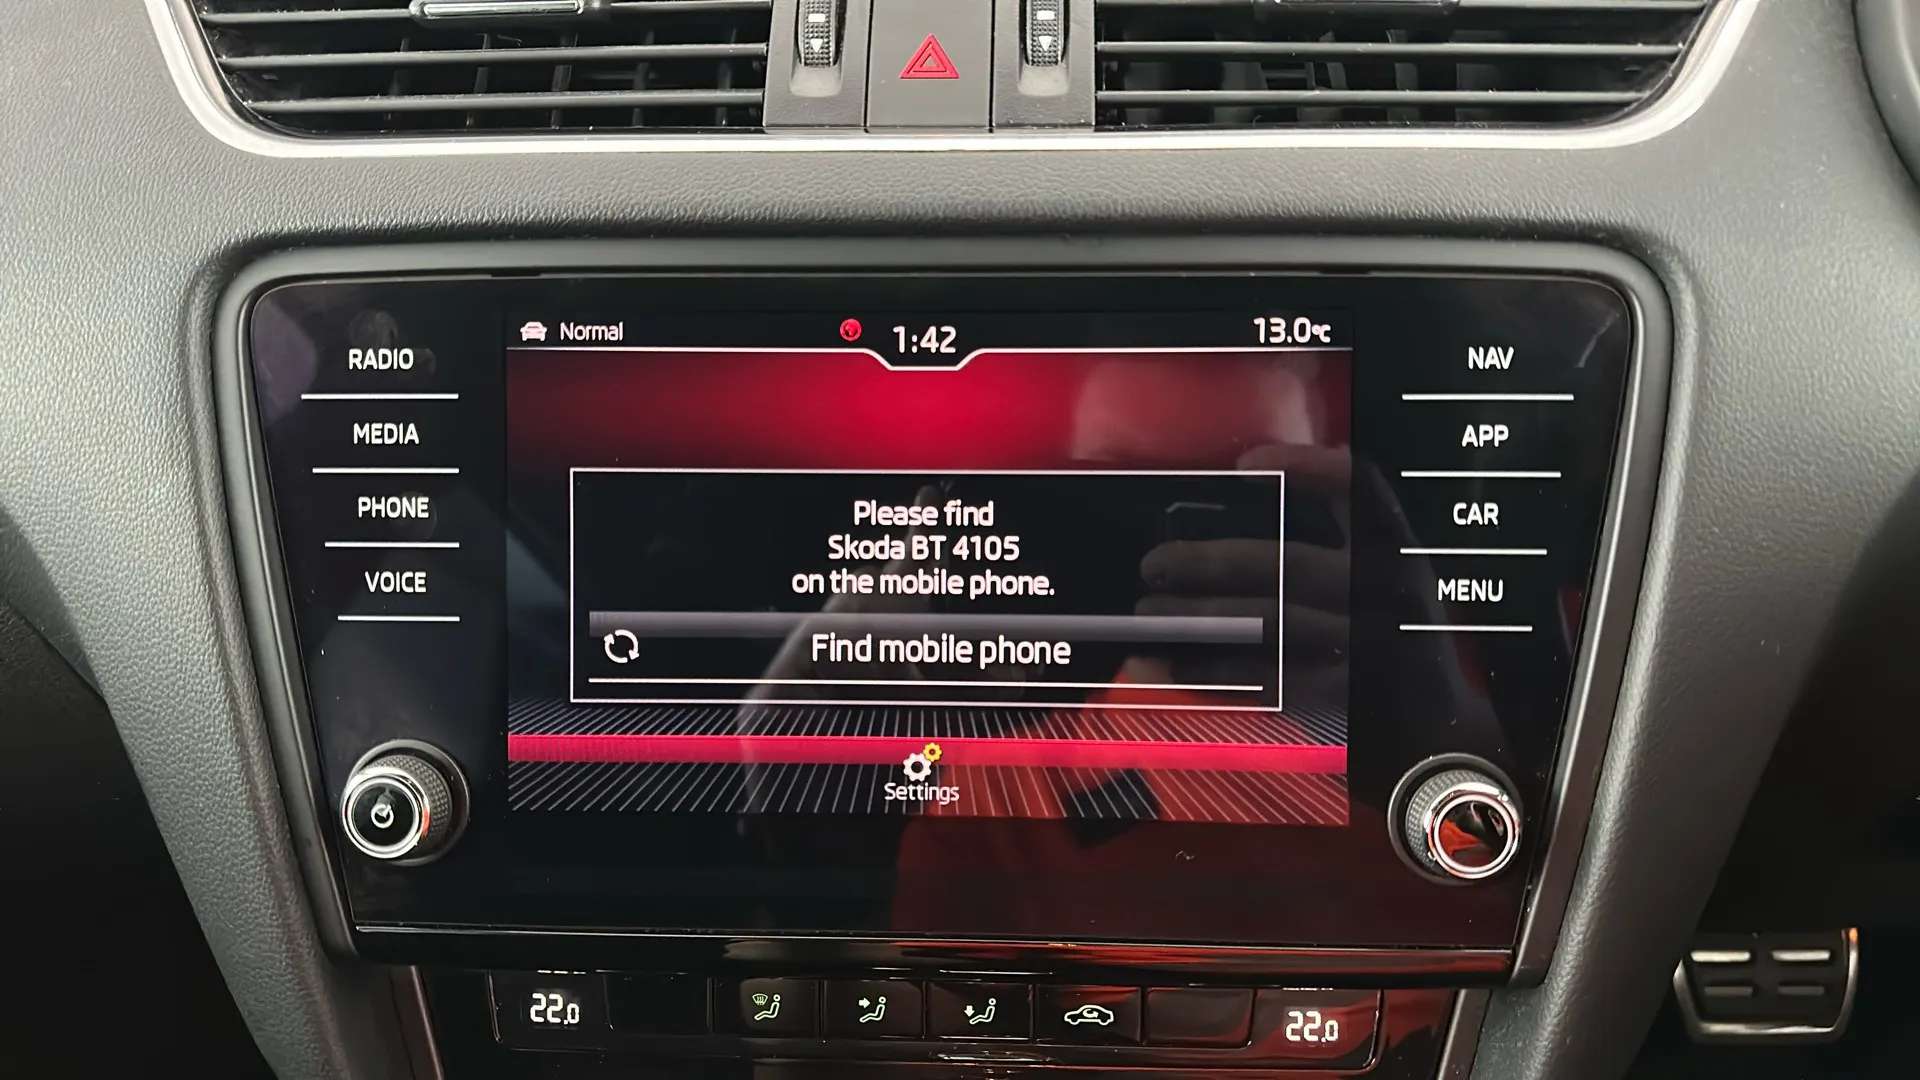 Normal
1:42
13.0°C
RADIO
MEDIA
PHONE
VOICE
NAV
APP
CAR
MENU
Please find
Skoda BT 4105
on the mobile phone.
Find mobile phone
Settings
22.0
22.0